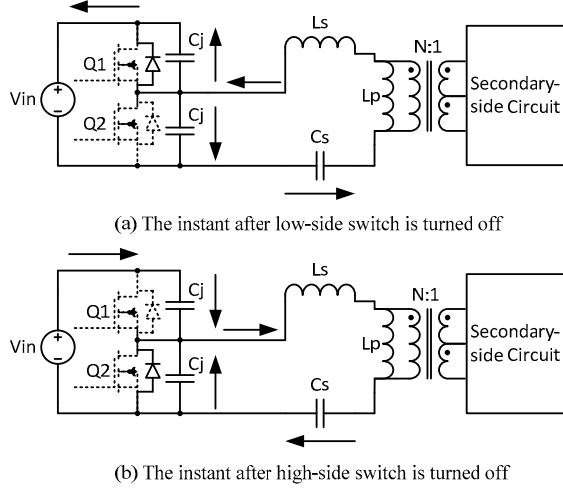 Vin
Q1
Q2
Cj
Cj
Ls
Lp
Cs
N:1
Secondary-
side Circuit
(a) The instant after low-side switch is turned off
Vin
Q1
Q2
Cj
Cj
Ls
Lp
Cs
N:1
Secondary-
side Circuit
(b) The instant after high-side switch is turned off